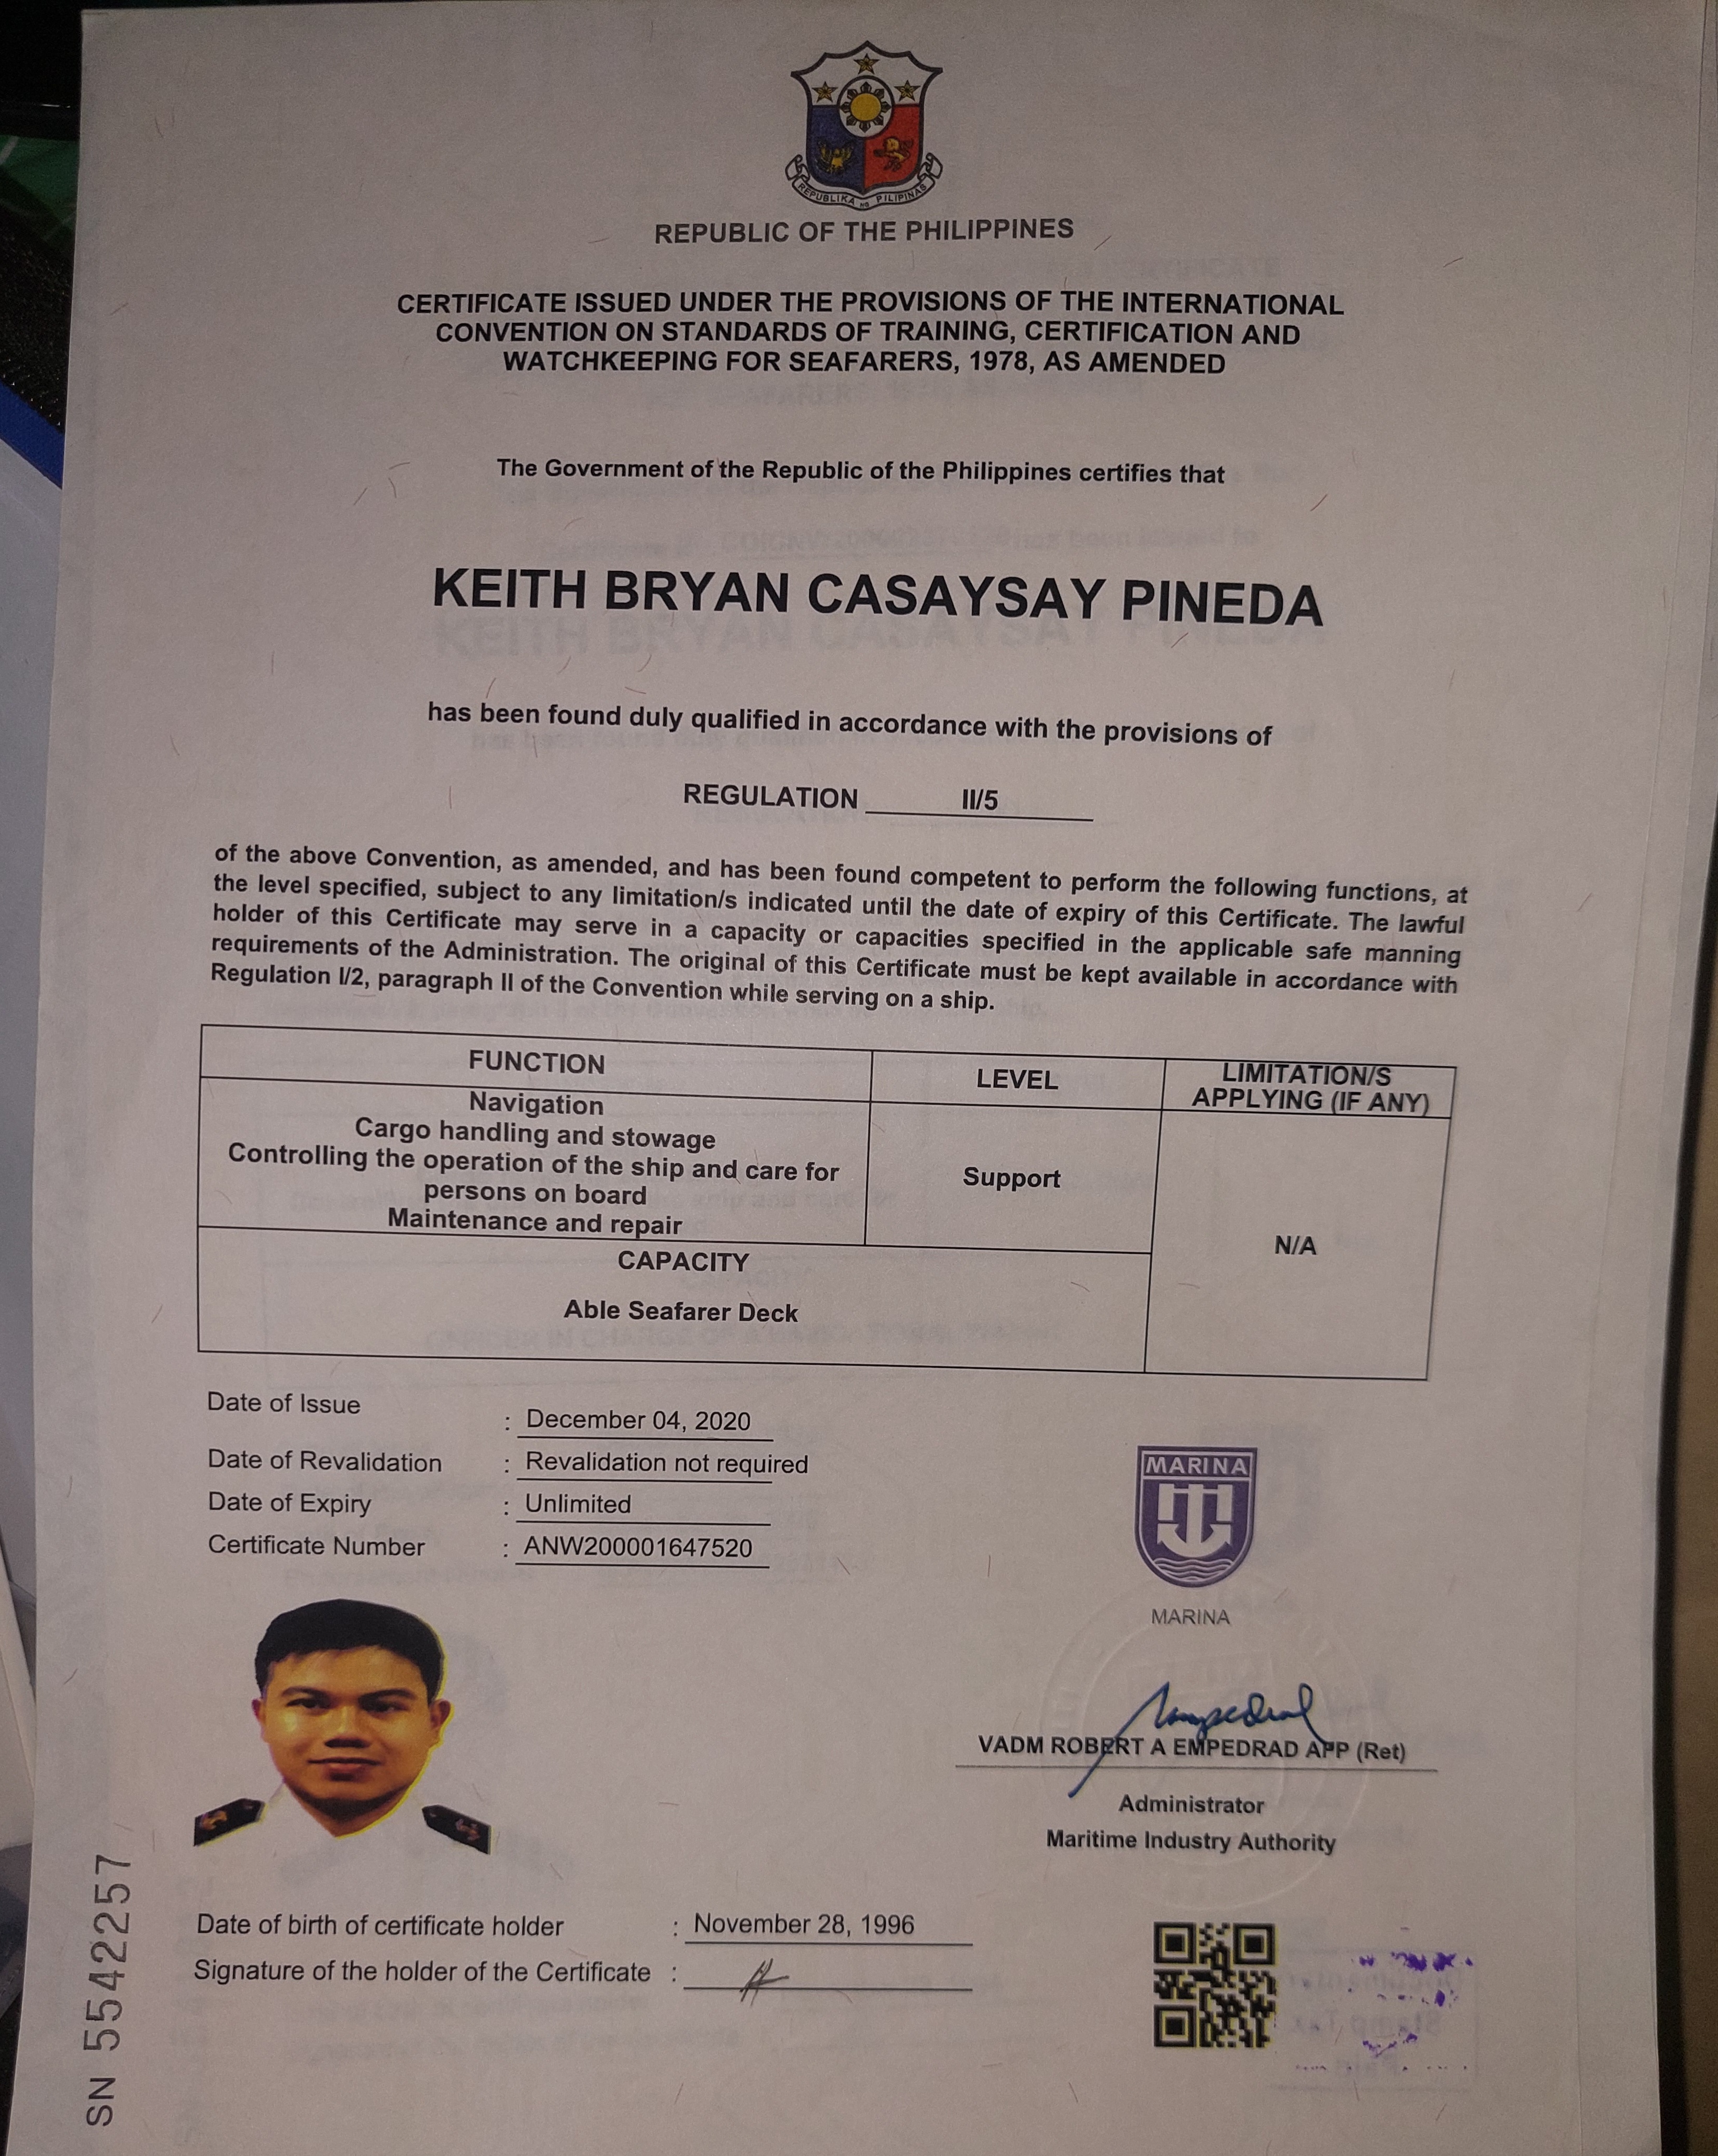 REPUBLIKA NG PILIPINAS
REPUBLIC OF THE PHILIPPINES
CERTIFICATE ISSUED UNDER THE PROVISIONS OF THE INTERNATIONAL
CONVENTION ON STANDARDS OF TRAINING, CERTIFICATION AND
WATCHKEEPING FOR SEAFARERS, 1978, AS AMENDED
The Government of the Republic of the Philippines certifies that
KEITH BRYAN CASAYSAY PINEDA
has been found duly qualified in accordance with the provisions of
REGULATION II/5
of the above Convention, as amended, and has been found competent to perform the following functions, at
the level specified, subject to any limitation/s indicated until the date of expiry of this Certificate. The lawful
holder of this Certificate may serve in a capacity or capacities specified in the applicable safe manning
requirements of the Administration. The original of this Certificate must be kept available in accordance with
Regulation I/2, paragraph II of the Convention while serving on a ship.
FUNCTION LEVEL LIMITATION/S
APPLYING (IF ANY)
Navigation
Cargo handling and stowage
Controlling the operation of the ship and care for
persons on board
Maintenance and repair
Support
N/A
CAPACITY
Able Seafarer Deck
Date of Issue : December 04, 2020
Date of Revalidation : Revalidation not required
Date of Expiry : Unlimited
Certificate Number : ANW200001647520
MARINA
MARINA
VADM ROBERT A EMPEDRAD AFP (Ret)
Administrator
Maritime Industry Authority
Date of birth of certificate holder : November 28, 1996
Signature of the holder of the Certificate :
SN 5542257